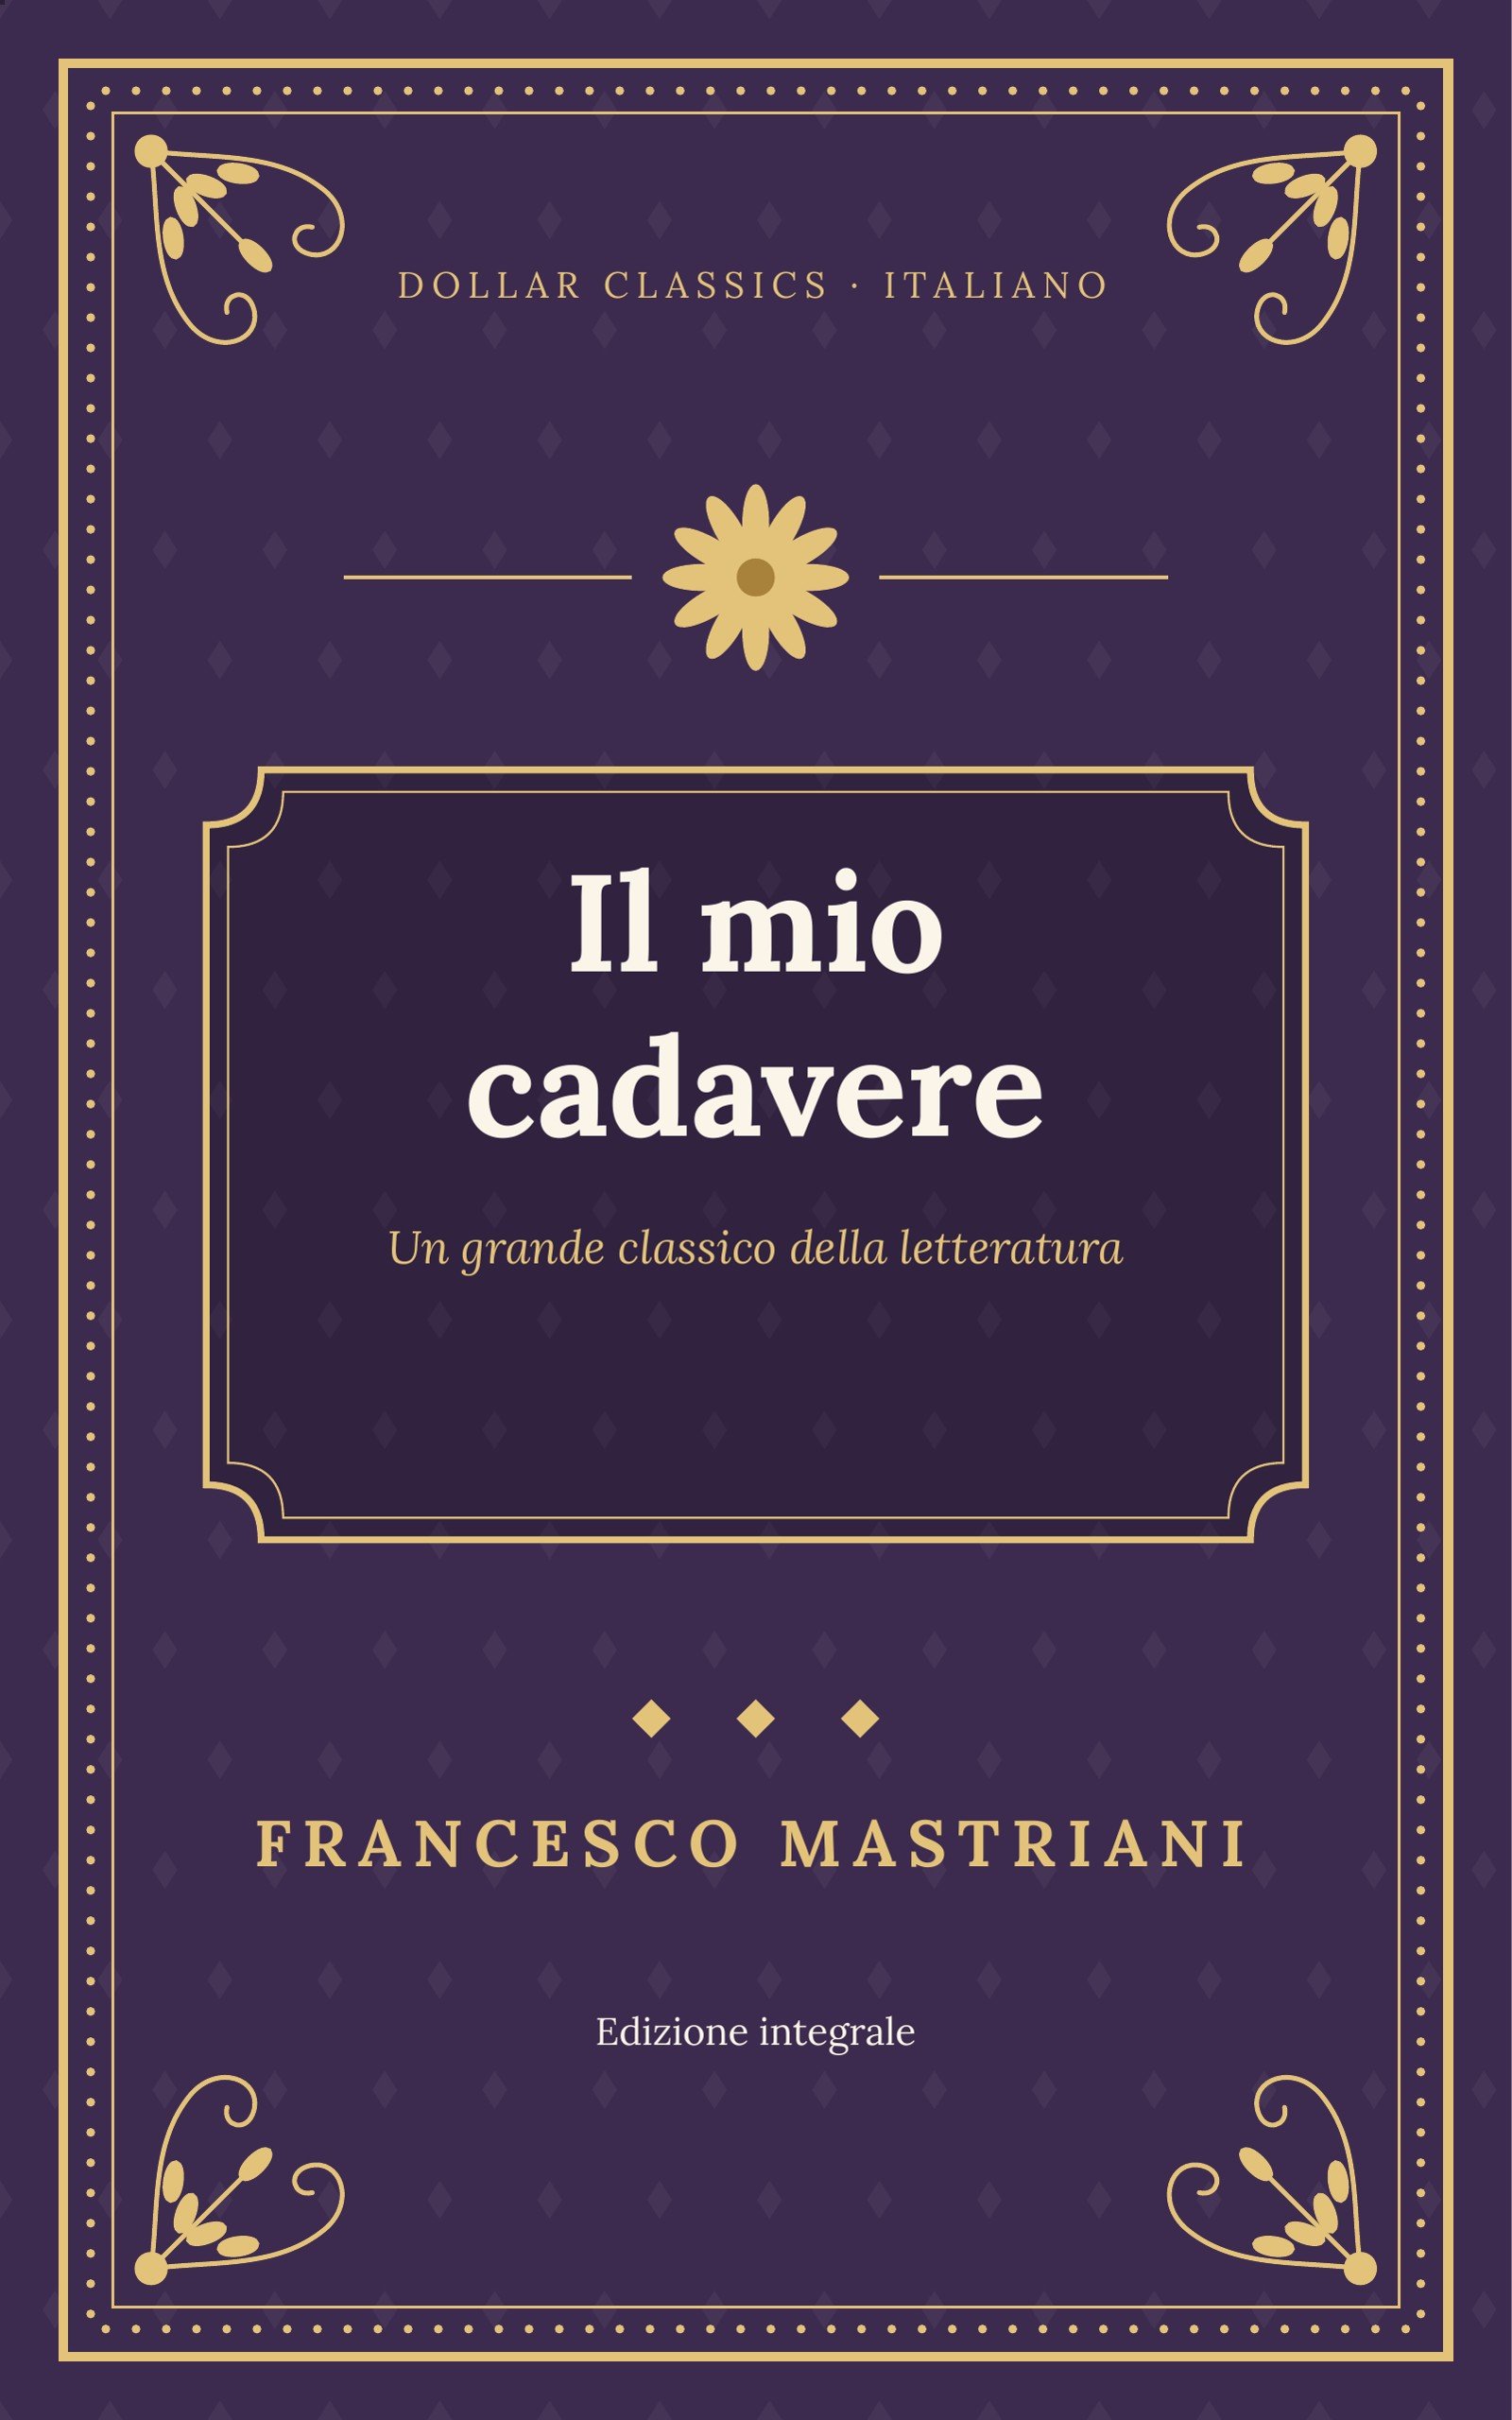 DOLLAR CLASSICS · ITALIANO
Il mio
cadavere
Un grande classico della letteratura
FRANCESCO MASTRIANI
Edizione integrale